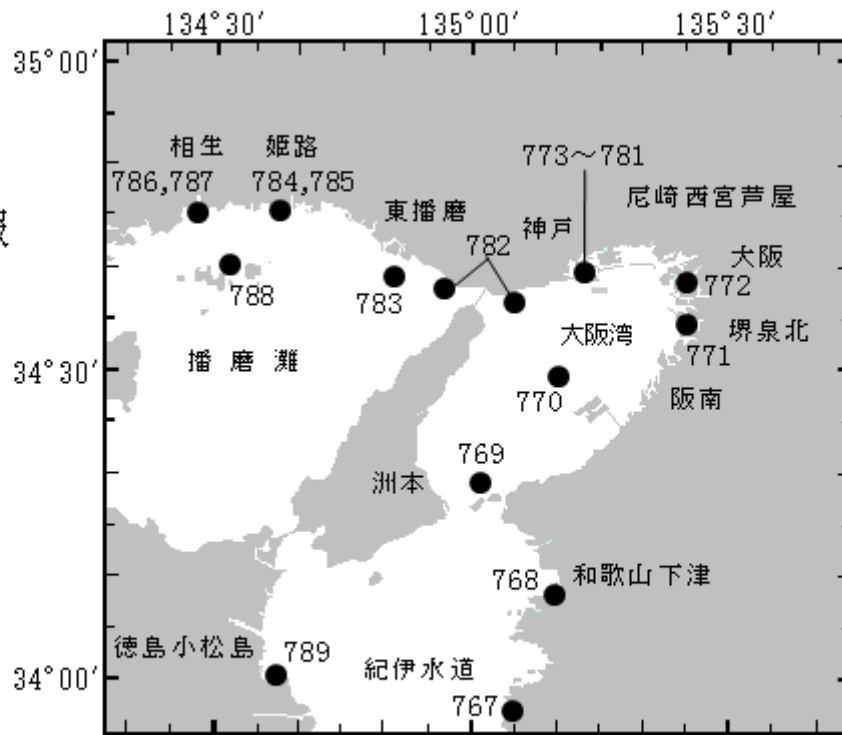 134°30′ 135°00′ 135°30′
35°00′
相生 姫路
773～781
786,787 784,785
尼崎西宮芦屋
東播磨 神戸
782 大阪
788 783 772
大阪湾 堺泉北
播磨灘 771
34°30′
770 阪南
769
洲本
768 和歌山下津
徳島小松島 789
紀伊水道
34°00′
767